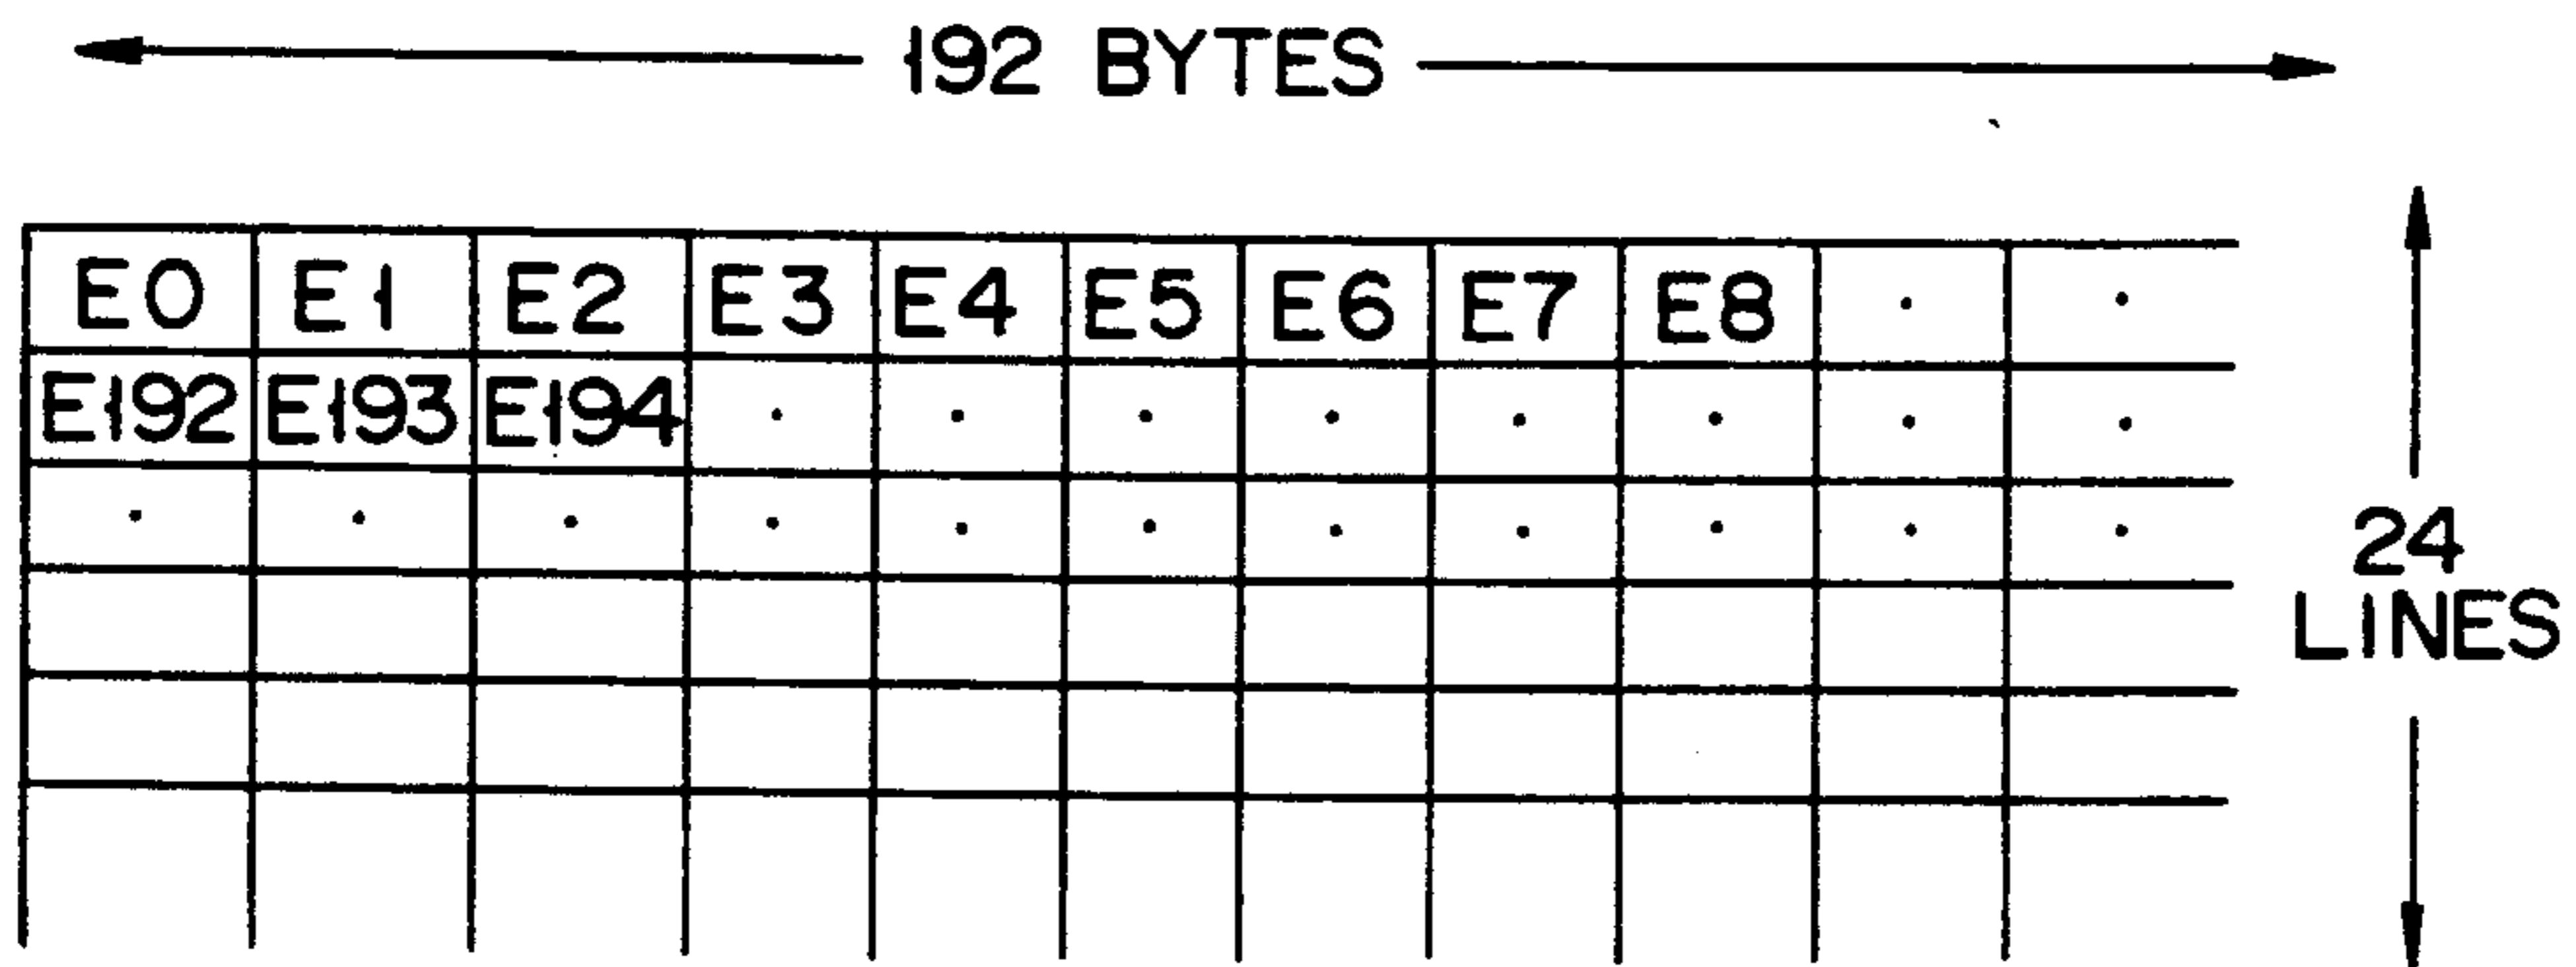 192 BYTES
E0 E1 E2 E3 E4 E5 E6 E7 E8 . .
E192 E193 E194 . . . . . . . .
. . . . . . . . . . .
24
LINES